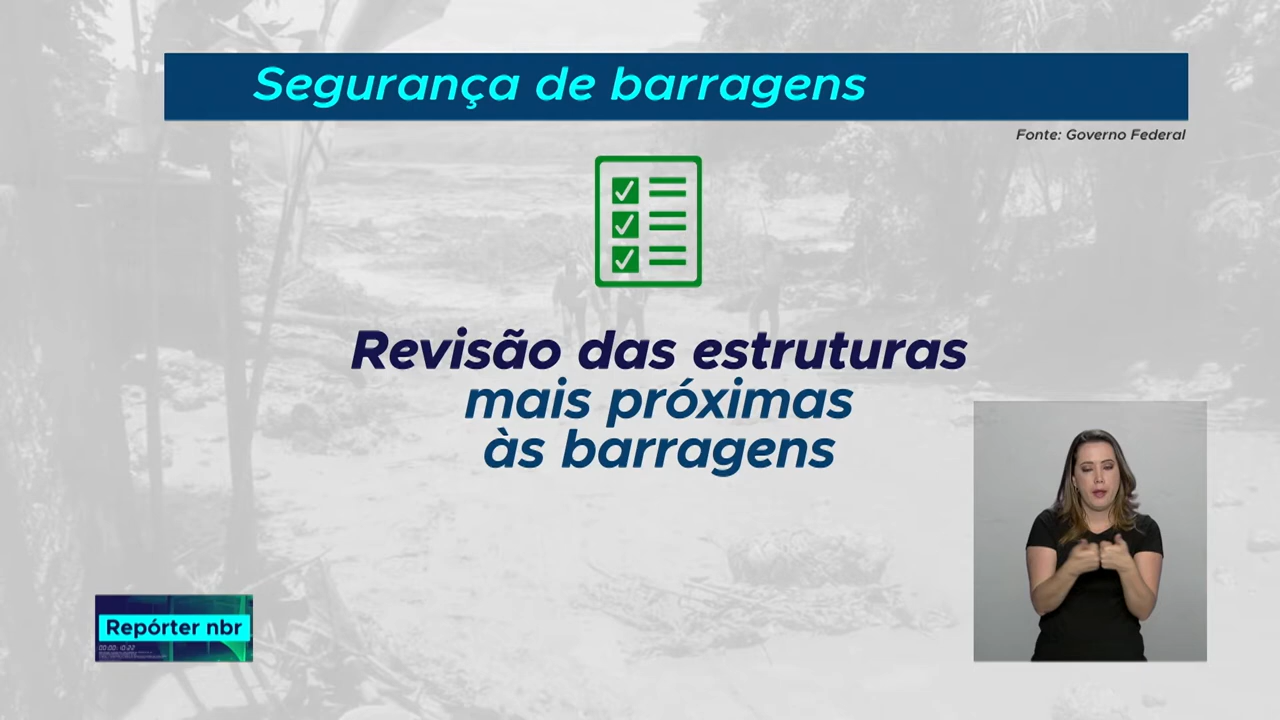 Segurança de barragens
Fonte: Governo Federal
Revisão das estruturas
mais próximas
às barragens
Repórter nbr